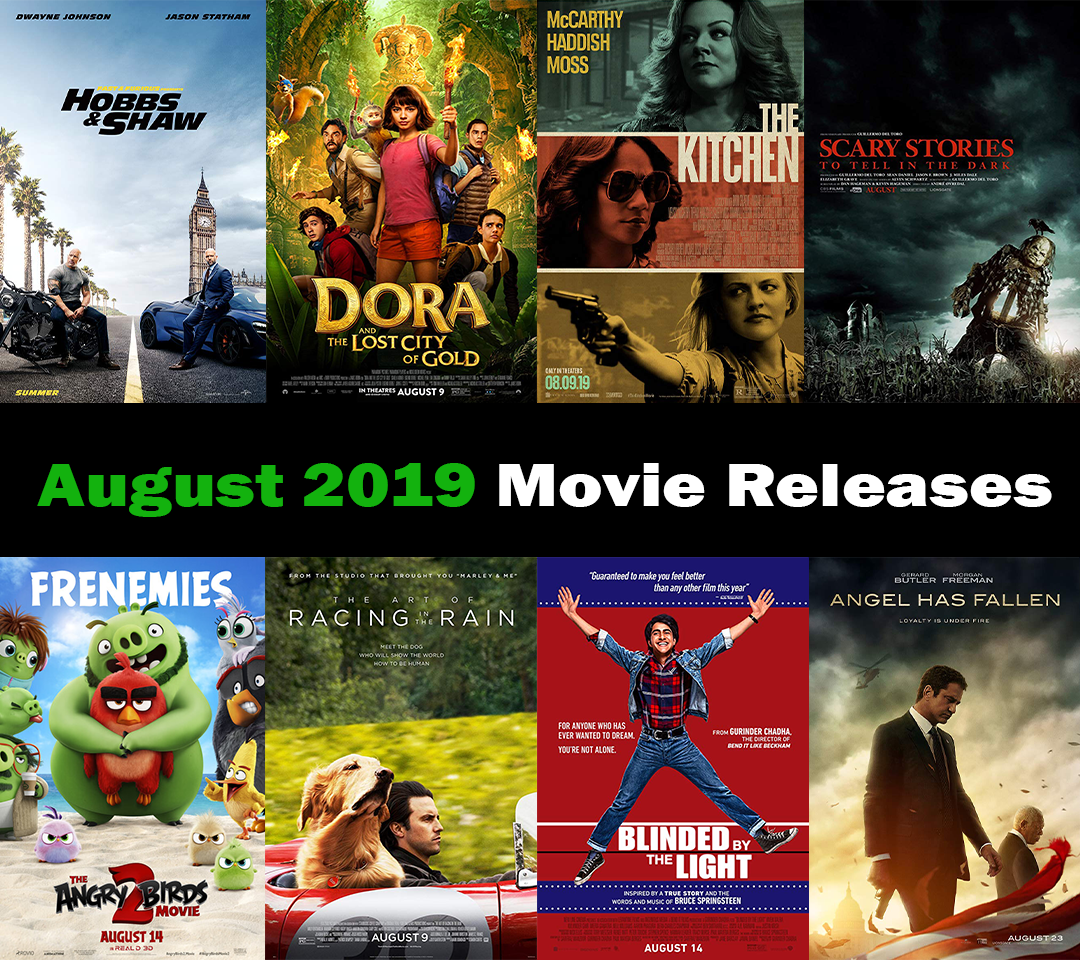 DWAYNE JOHNSON JASON STATHAM
FAST & FURIOUS PRESENTS
HOBBS
& SHAW
SUMMER
DORA
AND
THE LOST CITY
OF GOLD
IN THEATRES AUGUST 9
McCARTHY
HADDISH
MOSS
THE
KITCHEN
ONLY IN THEATERS
08.09.19
SCARY STORIES
TO TELL IN THE DARK
AUGUST
August 2019 Movie Releases
FRENEMIES
THE
ANGRY BIRDS
2
MOVIE
AUGUST 14
IN REALD 3D
FROM THE STUDIO THAT BROUGHT YOU "MARLEY & ME"
THE ART OF
RACING IN THE RAIN
MEET THE DOG
WHO WILL SHOW THE WORLD
HOW TO BE HUMAN
AUGUST 9
"Guaranteed to make you feel better
than any other film this year"
FOR ANYONE WHO HAS
EVER WANTED TO DREAM.
YOU'RE NOT ALONE.
FROM GURINDER CHADHA,
THE DIRECTOR OF
BEND IT LIKE BECKHAM
BLINDED BY
THE LIGHT
INSPIRED BY A TRUE STORY AND THE
WORDS AND MUSIC OF BRUCE SPRINGSTEEN
AUGUST 14
GERARD BUTLER MORGAN FREEMAN
ANGEL HAS FALLEN
LOYALTY IS UNDER FIRE
AUGUST 23